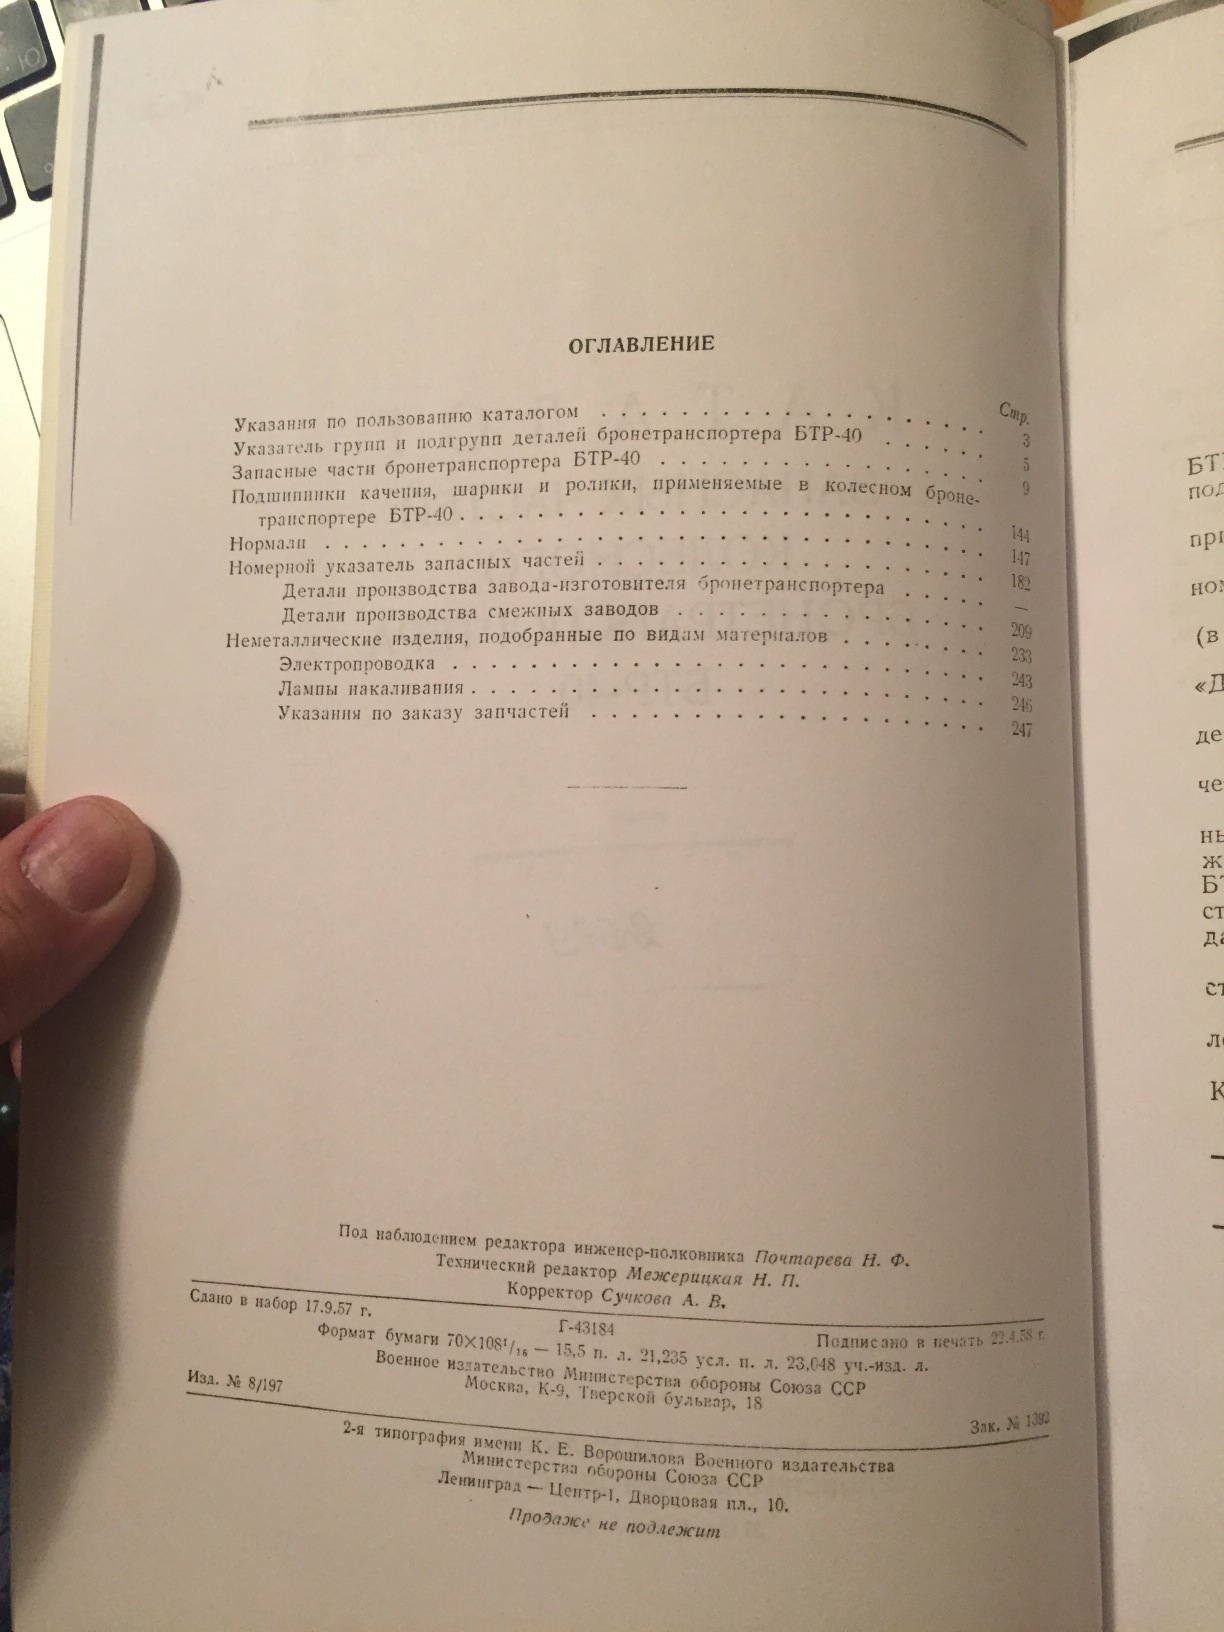 ОГЛАВЛЕНИЕ
Стр.
Указания по пользованию каталогом . . . . . . . . . . . . . . . . . . . 3
Указатель групп и подгрупп деталей бронетранспортера БТР-40 . . . . . 5
Запасные части бронетранспортера БТР-40 . . . . . . . . . . . . . . . . 9
Подшипники качения, шарики и ролики, применяемые в колесном броне-
транспортере БТР-40 . . . . . . . . . . . . . . . . . . . . . . . . . . 144
Нормали . . . . . . . . . . . . . . . . . . . . . . . . . . . . . . 147
Номерной указатель запасных частей . . . . . . . . . . . . . . . . . . 182
Детали производства завода-изготовителя бронетранспортера . . . . —
Детали производства смежных заводов . . . . . . . . . . . . . . . 209
Неметаллические изделия, подобранные по видам материалов . . . . . . . 233
Электропроводка . . . . . . . . . . . . . . . . . . . . . . . . . . 243
Лампы накаливания . . . . . . . . . . . . . . . . . . . . . . . . . 246
Указания по заказу запчастей . . . . . . . . . . . . . . . . . . . . 247
Под наблюдением редактора инженер-полковника Почтарева Н. Ф.
Технический редактор Межерицкая Н. П.
Корректор Сучкова А. В.
Сдано в набор 17.9.57 г. Г-43184 Подписано в печать 22.4.58 г.
Формат бумаги 70×108¹/₁₆ — 15,5 п. л. 21,235 усл. п. л. 23,048 уч.-изд. л.
Военное издательство Министерства обороны Союза ССР
Москва, К-9, Тверской бульвар, 18
Изд. № 8/197 Зак. № 1392
2-я типография имени К. Е. Ворошилова Военного издательства
Министерства обороны Союза ССР
Ленинград — Центр-1, Дворцовая пл., 10.
Продаже не подлежит